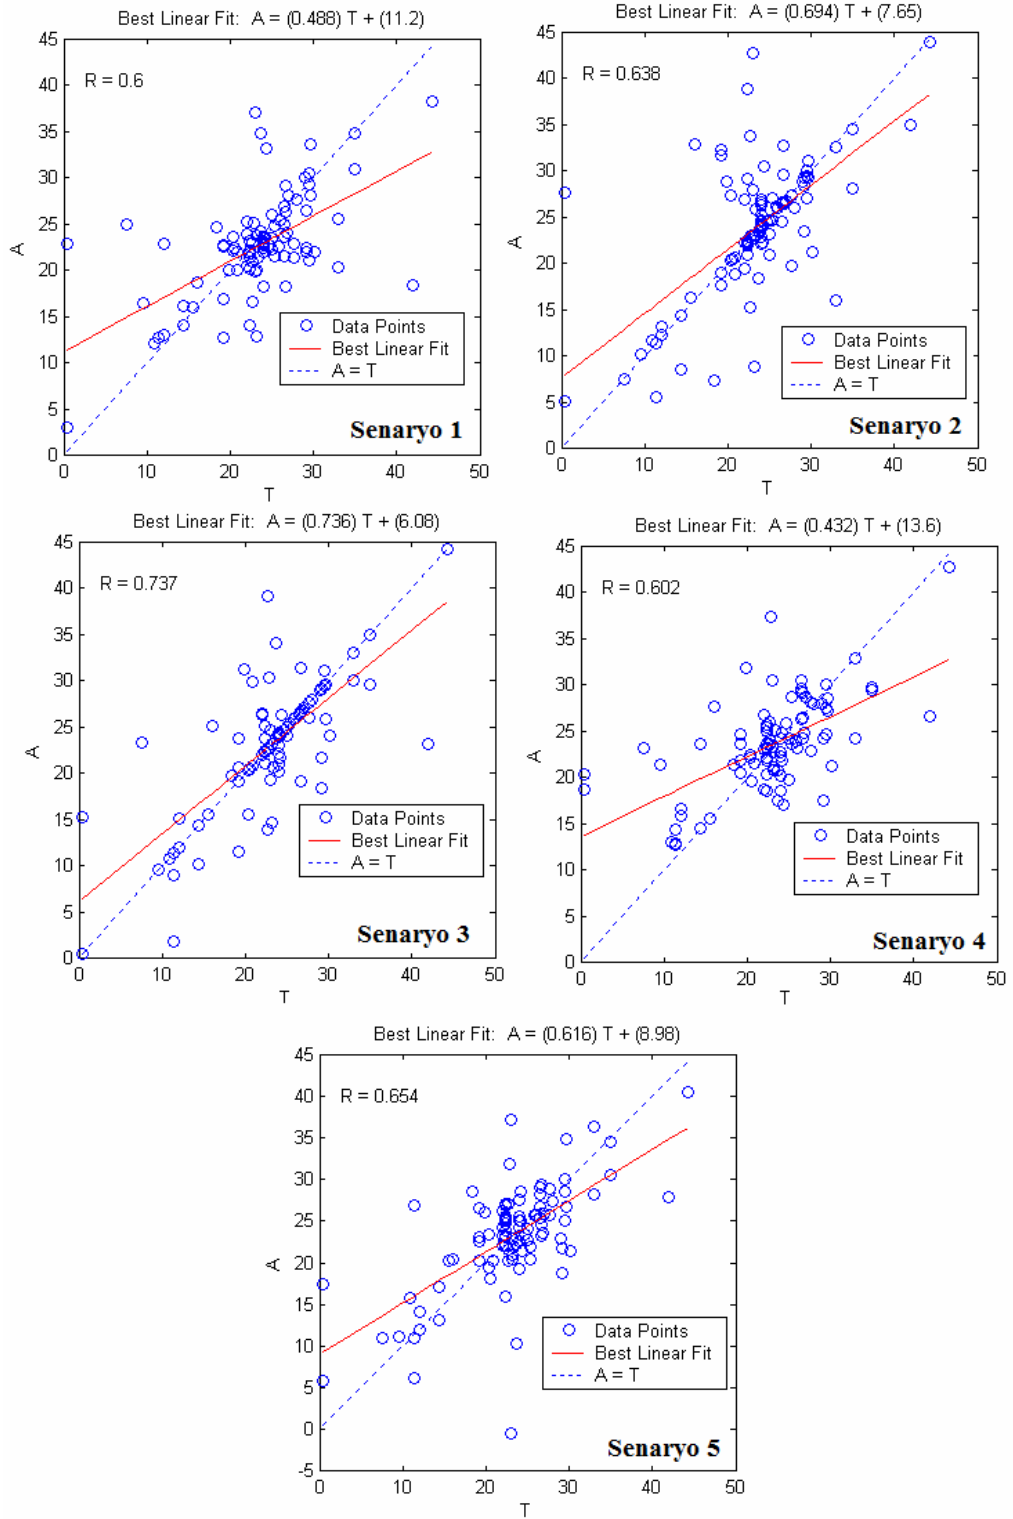 Best Linear Fit: A = (0.488) T + (11.2)
45
40
35
30
25
20
15
10
5
0
A
R = 0.6
Data Points
Best Linear Fit
A = T
Senaryo 1
0 10 20 30 40 50
T
Best Linear Fit: A = (0.694) T + (7.65)
45
40
35
30
25
20
15
10
5
0
A
R = 0.638
Data Points
Best Linear Fit
A = T
Senaryo 2
0 10 20 30 40 50
T
Best Linear Fit: A = (0.736) T + (6.08)
45
40
35
30
25
20
15
10
5
0
A
R = 0.737
Data Points
Best Linear Fit
A = T
Senaryo 3
0 10 20 30 40 50
T
Best Linear Fit: A = (0.432) T + (13.6)
45
40
35
30
25
20
15
10
5
0
A
R = 0.602
Data Points
Best Linear Fit
A = T
Senaryo 4
0 10 20 30 40 50
T
Best Linear Fit: A = (0.616) T + (8.98)
45
40
35
30
25
20
15
10
5
0
-5
A
R = 0.654
Data Points
Best Linear Fit
A = T
Senaryo 5
0 10 20 30 40 50
T